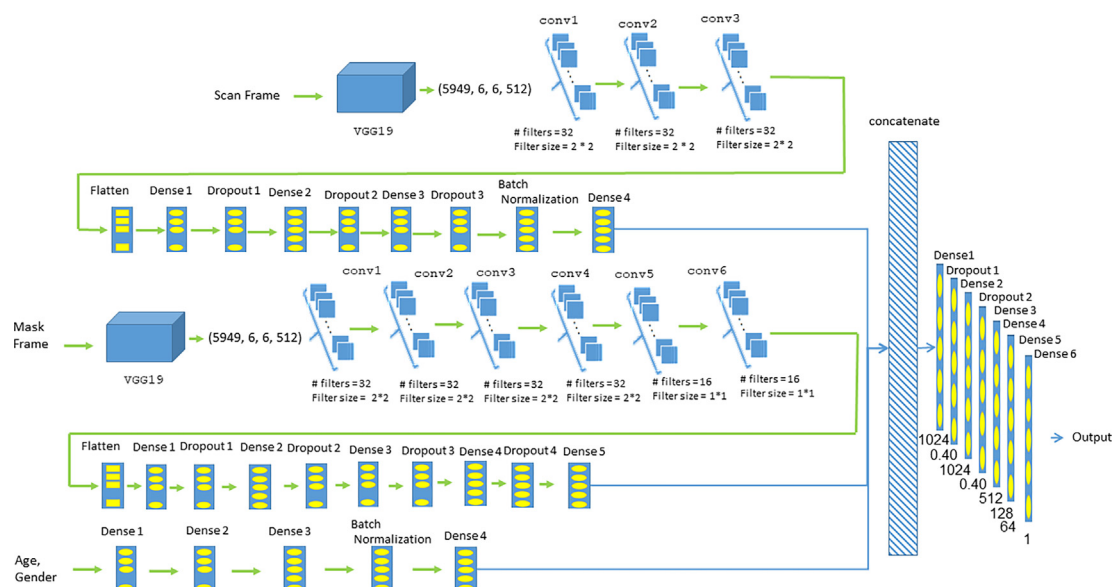 conv1
conv2
conv3
Scan Frame
(5949, 6, 6, 512)
VGG19
# filters =32
Filter size = 2 * 2
# filters =32
Filter size = 2 * 2
# filters =32
Filter size = 2 * 2
concatenate
Flatten
Dense 1
Dropout 1
Dense 2
Dropout 2
Dense 3
Dropout 3
Batch
Normalization
Dense 4
conv1
conv2
conv3
conv4
conv5
conv6
Mask
Frame
(5949, 6, 6, 512)
VGG19
# filters =32
Filter size = 2*2
# filters =32
Filter size = 2*2
# filters =32
Filter size = 2*2
# filters =32
Filter size = 2*2
# filters =16
Filter size = 1*1
# filters =16
Filter size = 1*1
Flatten
Dense 1
Dropout 1
Dense 2
Dropout 2
Dense 3
Dropout 3
Dense 4
Dropout 4
Dense 5
Age,
Gender
Dense 1
Dense 2
Dense 3
Batch
Normalization
Dense 4
Dense1
Dropout 1
Dense 2
Dropout 2
Dense 3
Dense 4
Dense 5
Dense 6
1024
0.40
1024
0.40
512
128
64
1
Output